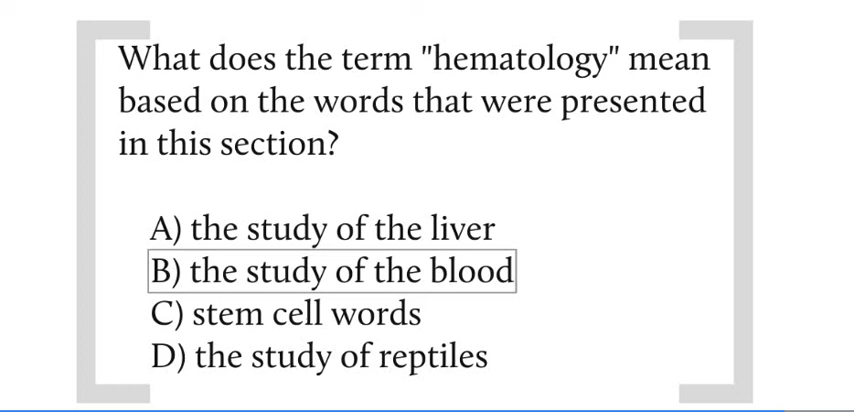 What does the term "hematology" mean
based on the words that were presented
in this section?
A) the study of the liver
B) the study of the blood
C) stem cell words
D) the study of reptiles